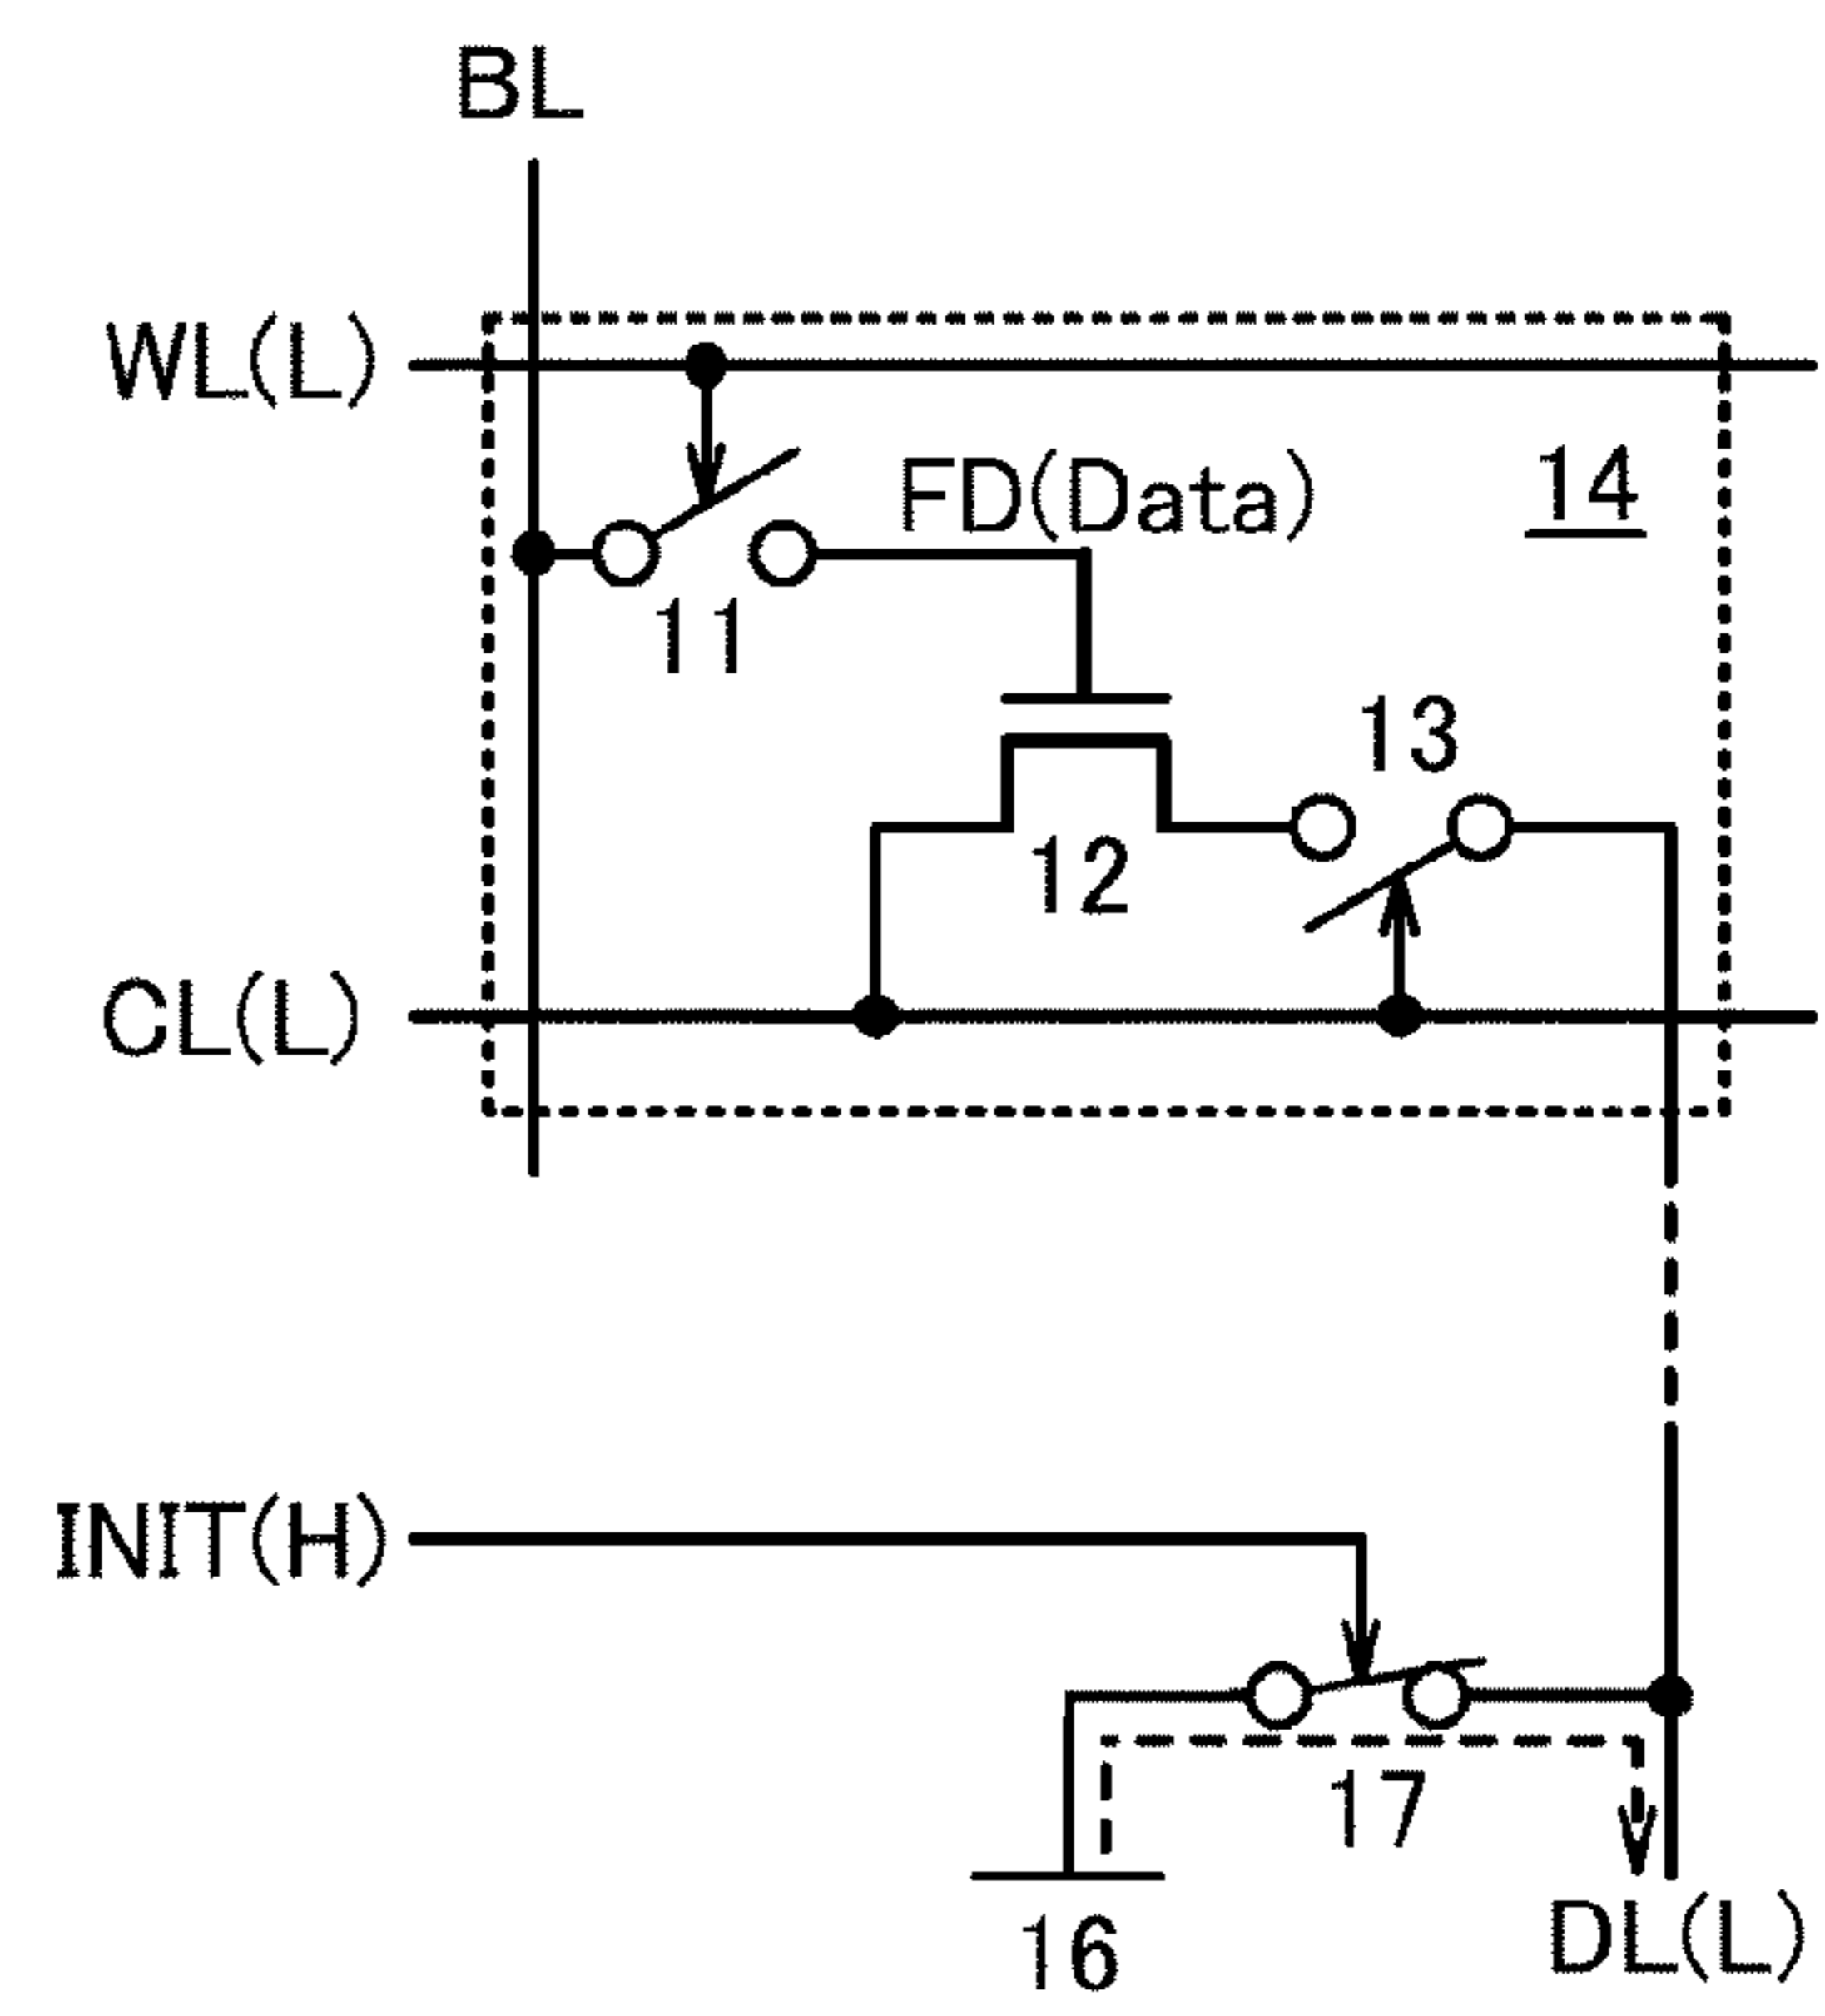 BL
WL(L)
FD(Data)
14
11
13
12
CL(L)
INIT(H)
17
16
DL(L)